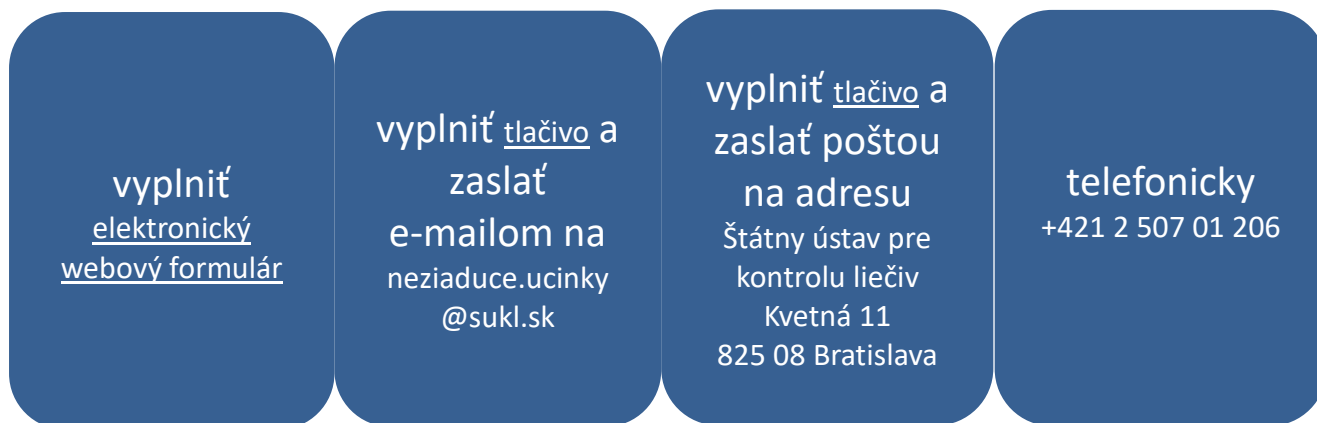 vyplniť
elektronický
webový formulár
vyplniť tlačivo a
zaslať
e-mailom na
neziaduce.ucinky
@sukl.sk
vyplniť tlačivo a
zaslať poštou
na adresu
Štátny ústav pre
kontrolu liečiv
Kvetná 11
825 08 Bratislava
telefonicky
+421 2 507 01 206